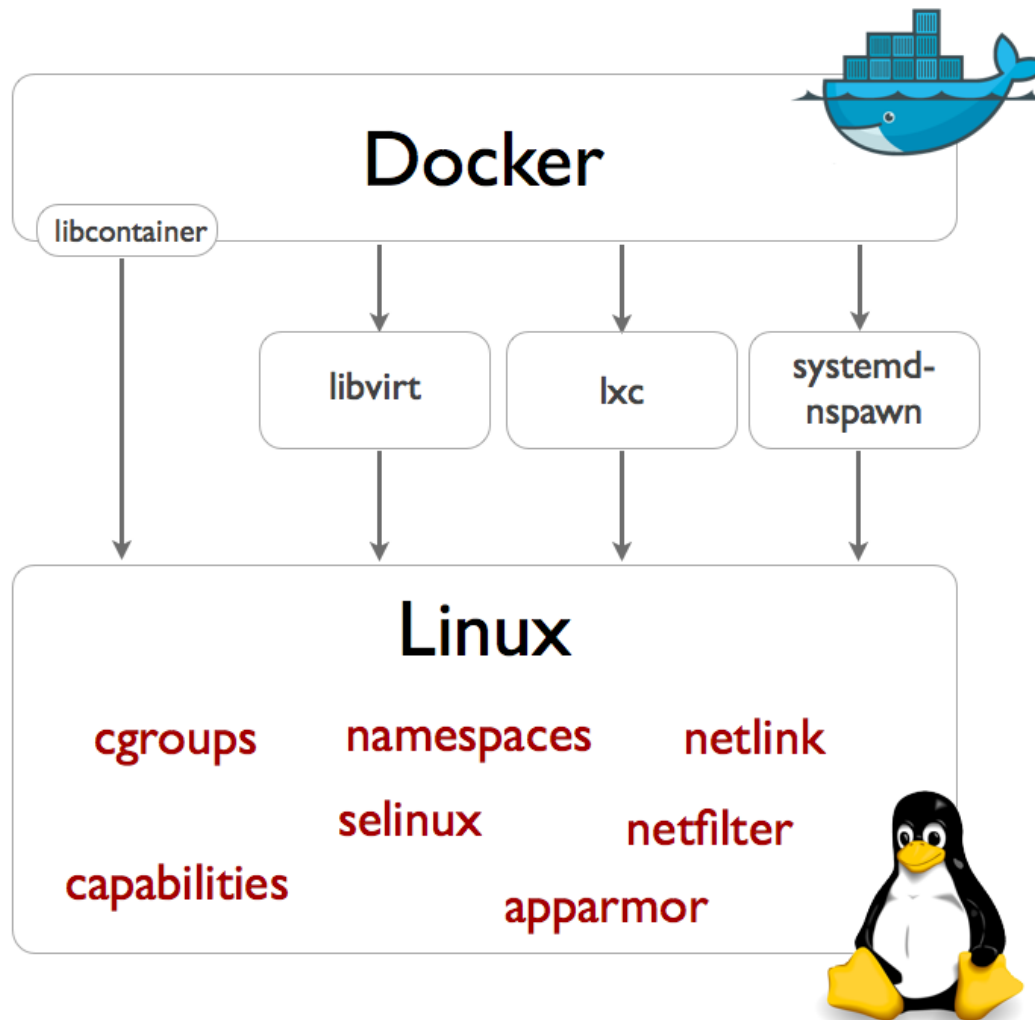 Docker
libcontainer
libvirt
lxc
systemd-
nspawn
Linux
cgroups
namespaces
netlink
selinux
netfilter
capabilities
apparmor